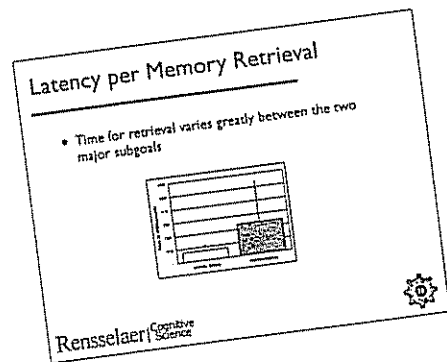 Latency per Memory Retrieval
• Time for retrieval varies greatly between the two
major subgoals
Rensselaer
Cognitive
Science